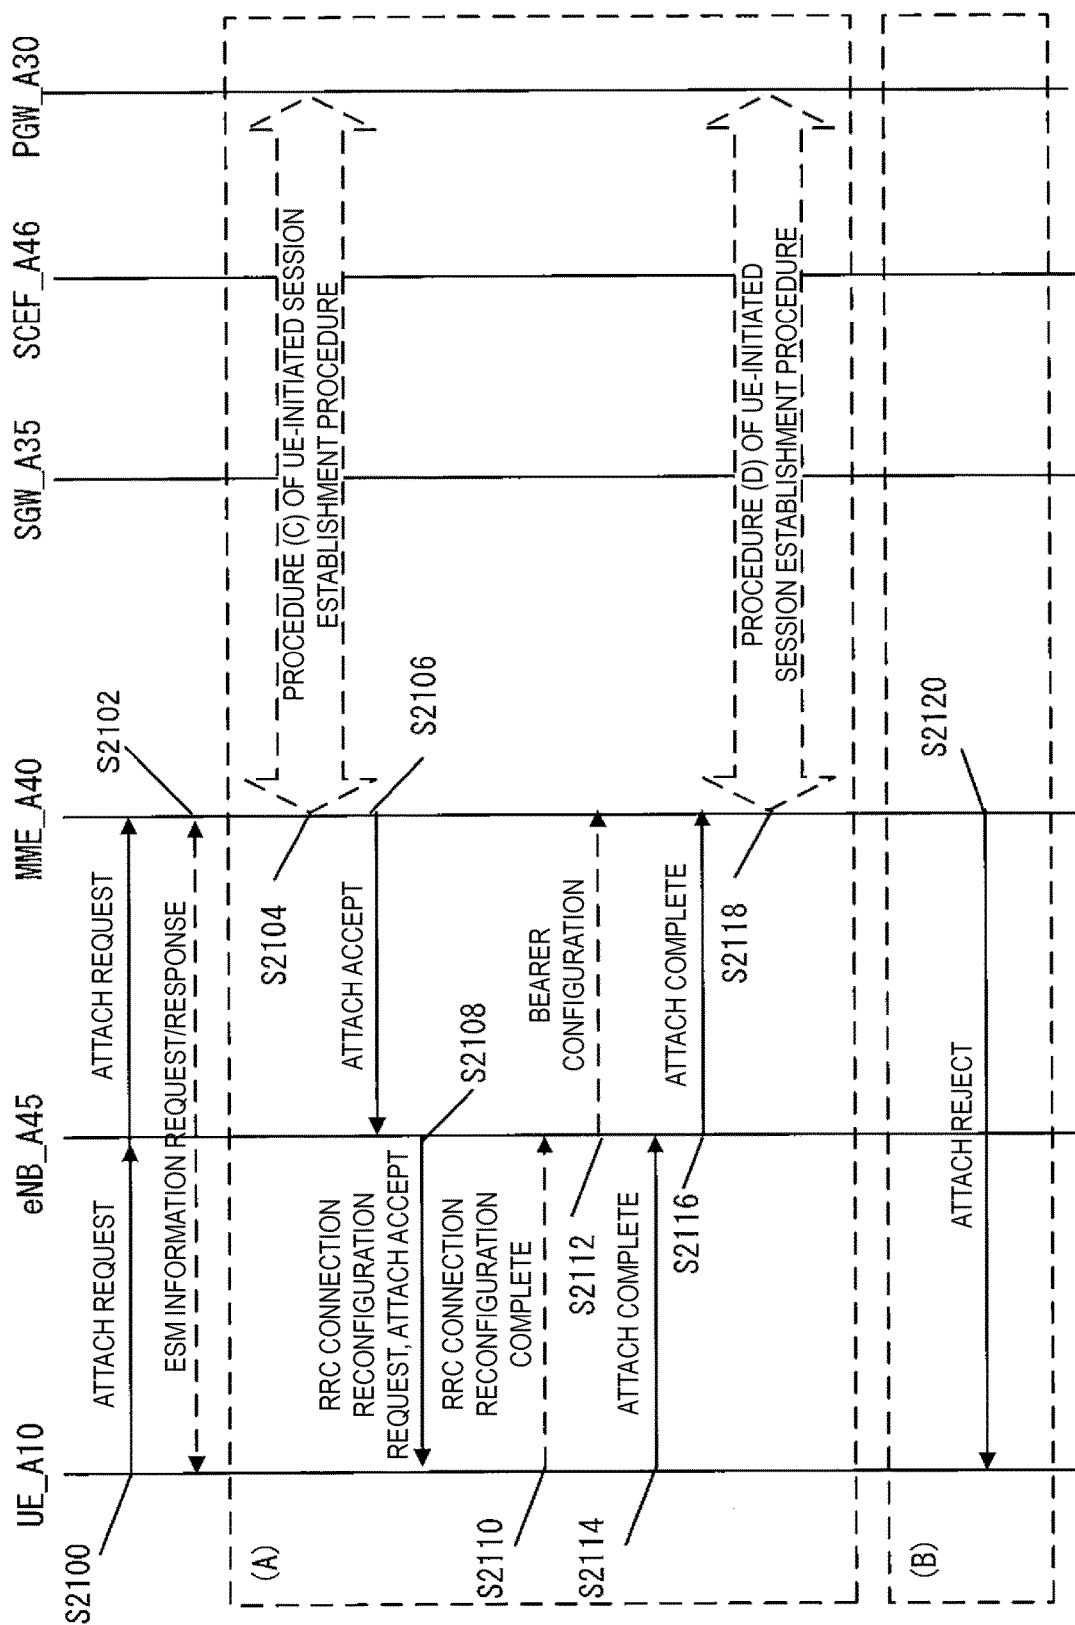 UE_A10
eNB_A45
MME_A40
SGW_A35
SCEF_A46
PGW_A30
S2100
ATTACH REQUEST
ATTACH REQUEST
S2102
ESM INFORMATION REQUEST/RESPONSE
(A)
S2104
PROCEDURE (C) OF UE-INITIATED SESSION
ESTABLISHMENT PROCEDURE
ATTACH ACCEPT
S2106
RRC CONNECTION
RECONFIGURATION
REQUEST, ATTACH ACCEPT
S2108
S2110
RRC CONNECTION
RECONFIGURATION
COMPLETE
S2112
BEARER
CONFIGURATION
S2114
ATTACH COMPLETE
S2116
ATTACH COMPLETE
S2118
PROCEDURE (D) OF UE-INITIATED
SESSION ESTABLISHMENT PROCEDURE
(B)
ATTACH REJECT
S2120